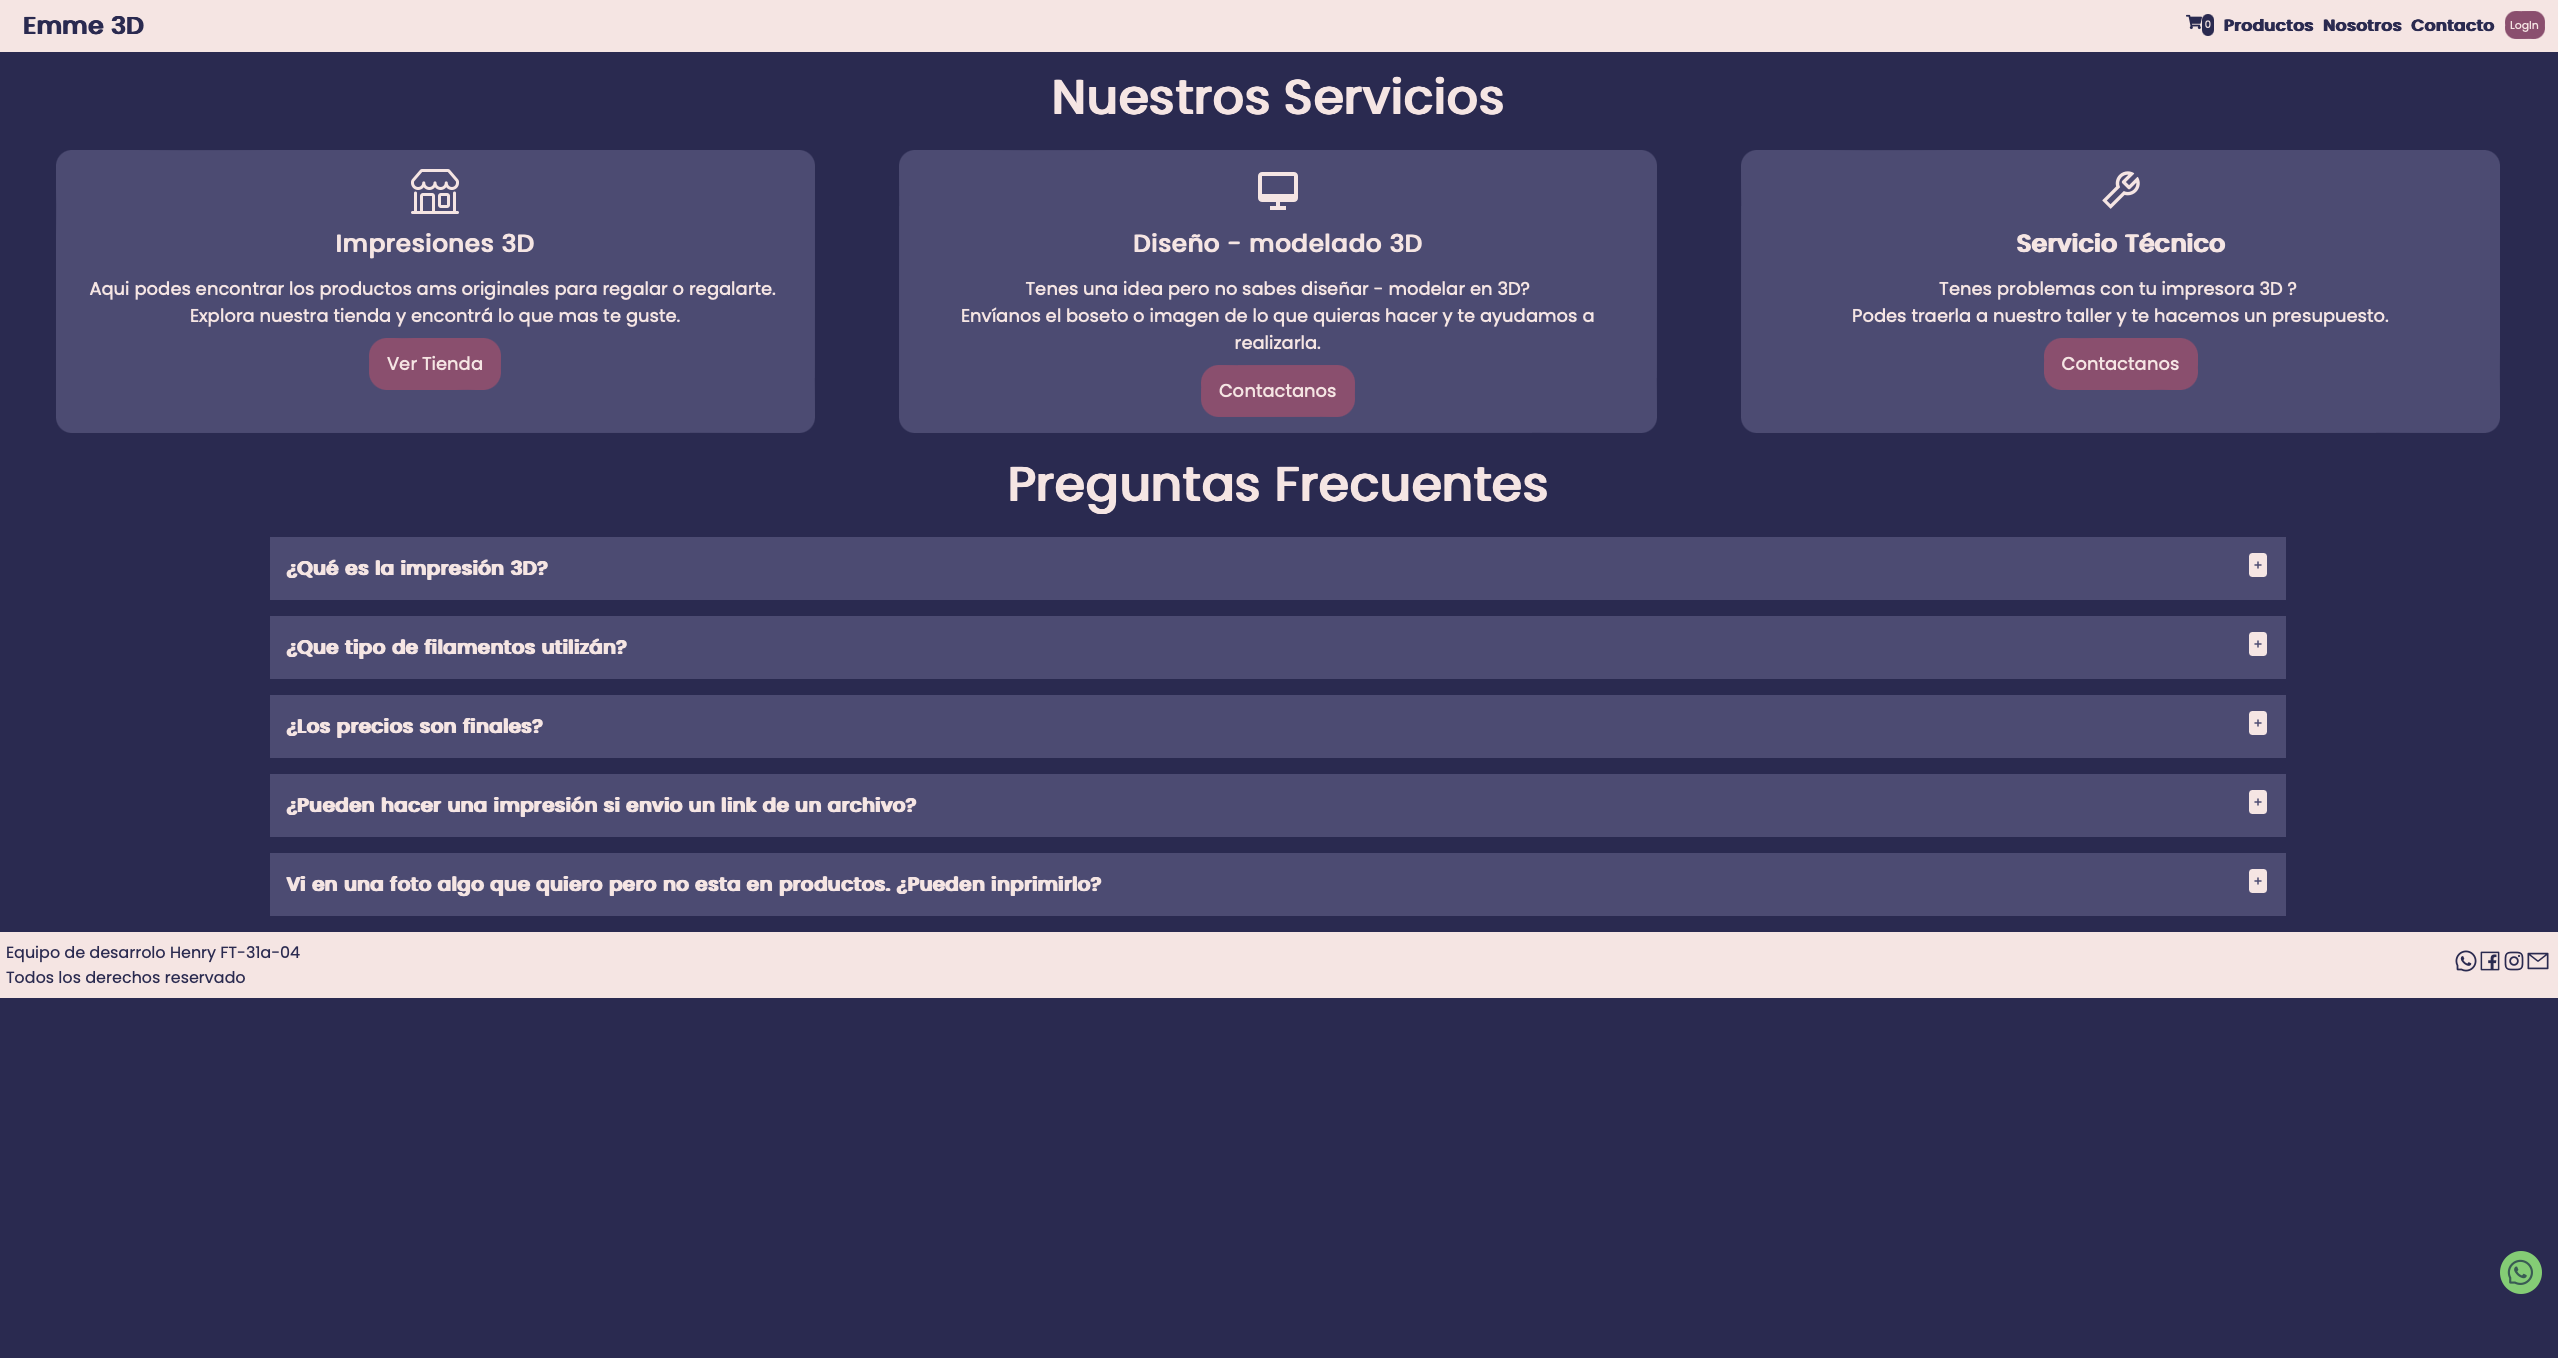 Emme 3D
0 Productos Nosotros Contacto LogIn
Nuestros Servicios
Impresiones 3D
Aqui podes encontrar los productos ams originales para regalar o regalarte.
Explora nuestra tienda y encontrá lo que mas te guste.
Ver Tienda
Diseño - modelado 3D
Tenes una idea pero no sabes diseñar - modelar en 3D?
Envíanos el boseto o imagen de lo que quieras hacer y te ayudamos a
realizarla.
Contactanos
Servicio Técnico
Tenes problemas con tu impresora 3D ?
Podes traerla a nuestro taller y te hacemos un presupuesto.
Contactanos
Preguntas Frecuentes
¿Qué es la impresión 3D?
+
¿Que tipo de filamentos utilizán?
+
¿Los precios son finales?
+
¿Pueden hacer una impresión si envio un link de un archivo?
+
Vi en una foto algo que quiero pero no esta en productos. ¿Pueden inprimirlo?
+
Equipo de desarrolo Henry FT-31a-04
Todos los derechos reservado